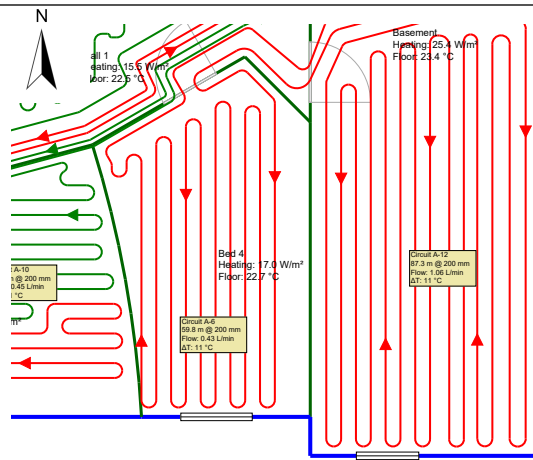 N
all 1
eating: 15.5 W/m²
oor: 22.5 °C
Basement
Heating: 25.4 W/m²
Floor: 23.4 °C
Bed 4
Heating: 17.0 W/m²
Floor: 22.7 °C
Circuit A-12
87.3 m @ 200 mm
Flow: 1.06 L/min
ΔT: 11 °C
t A-10
m @ 200 mm
0.45 L/min
°C
m²
Circuit A-6
59.8 m @ 200 mm
Flow: 0.43 L/min
ΔT: 11 °C